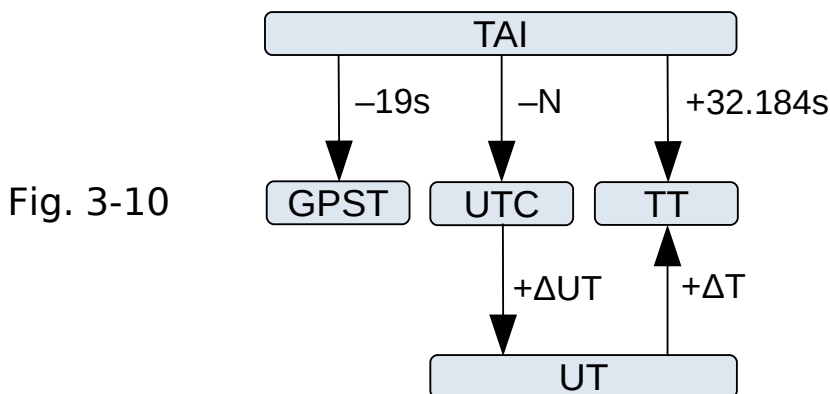 TAI
–19s
–N
+32.184s
Fig. 3-10
GPST
UTC
TT
+ΔUT
+ΔT
UT